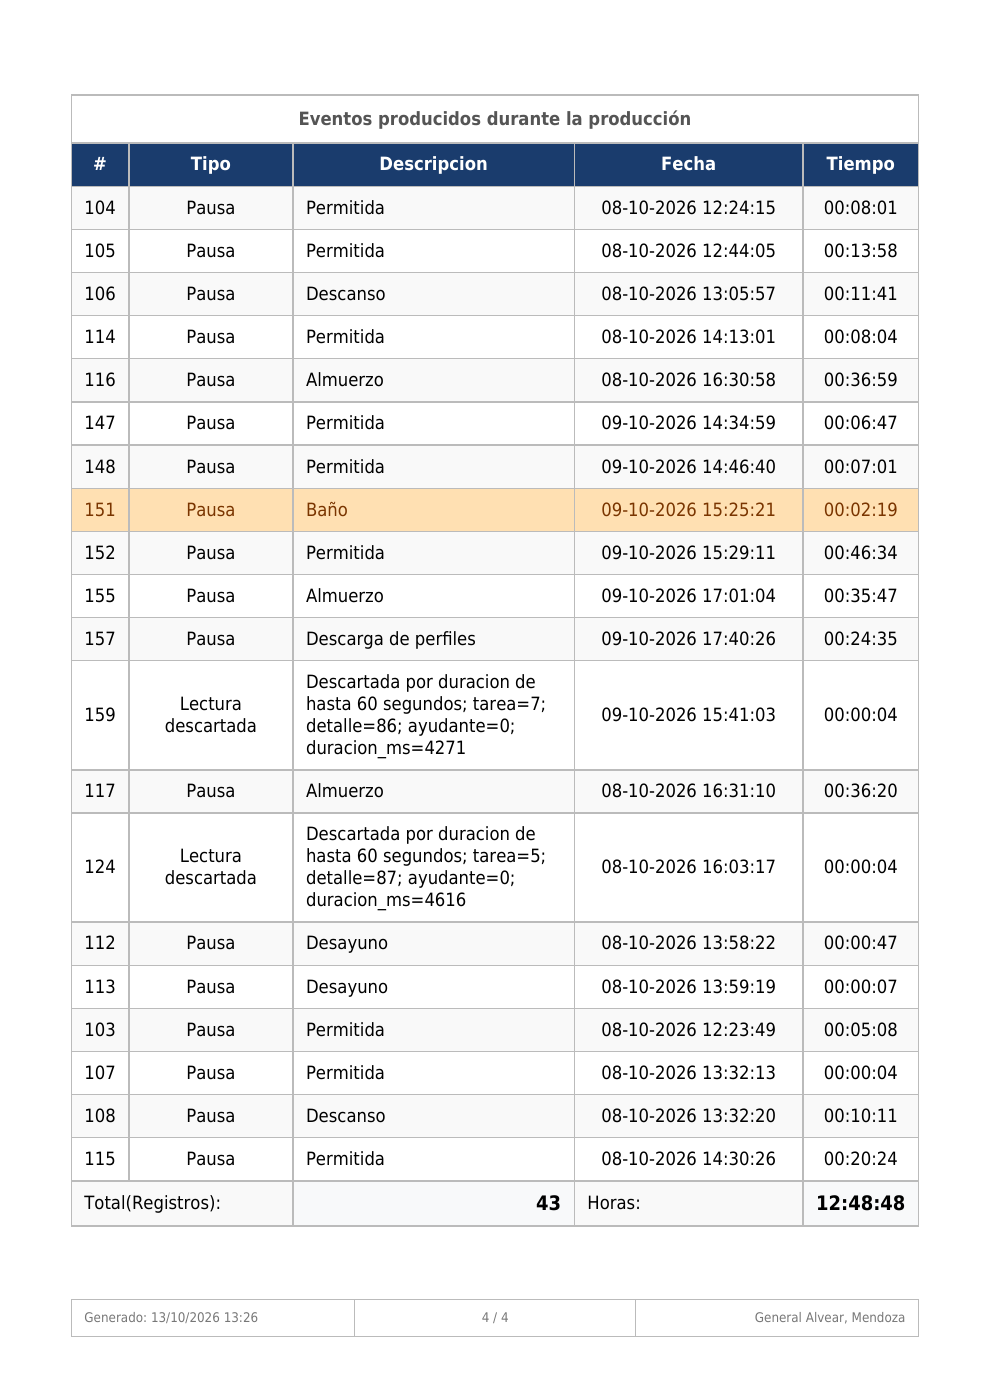 Eventos producidos durante la producción
# Tipo Descripcion Fecha Tiempo
104 Pausa Permitida 08-10-2026 12:24:15 00:08:01
105 Pausa Permitida 08-10-2026 12:44:05 00:13:58
106 Pausa Descanso 08-10-2026 13:05:57 00:11:41
114 Pausa Permitida 08-10-2026 14:13:01 00:08:04
116 Pausa Almuerzo 08-10-2026 16:30:58 00:36:59
147 Pausa Permitida 09-10-2026 14:34:59 00:06:47
148 Pausa Permitida 09-10-2026 14:46:40 00:07:01
151 Pausa Baño 09-10-2026 15:25:21 00:02:19
152 Pausa Permitida 09-10-2026 15:29:11 00:46:34
155 Pausa Almuerzo 09-10-2026 17:01:04 00:35:47
157 Pausa Descarga de perfiles 09-10-2026 17:40:26 00:24:35
159
Lectura
descartada
Descartada por duracion de
hasta 60 segundos; tarea=7;
detalle=86; ayudante=0;
duracion_ms=4271
09-10-2026 15:41:03 00:00:04
117 Pausa Almuerzo 08-10-2026 16:31:10 00:36:20
124
Lectura
descartada
Descartada por duracion de
hasta 60 segundos; tarea=5;
detalle=87; ayudante=0;
duracion_ms=4616
08-10-2026 16:03:17 00:00:04
112 Pausa Desayuno 08-10-2026 13:58:22 00:00:47
113 Pausa Desayuno 08-10-2026 13:59:19 00:00:07
103 Pausa Permitida 08-10-2026 12:23:49 00:05:08
107 Pausa Permitida 08-10-2026 13:32:13 00:00:04
108 Pausa Descanso 08-10-2026 13:32:20 00:10:11
115 Pausa Permitida 08-10-2026 14:30:26 00:20:24
Total(Registros): 43 Horas: 12:48:48
Generado: 13/10/2026 13:26 4 / 4 General Alvear, Mendoza